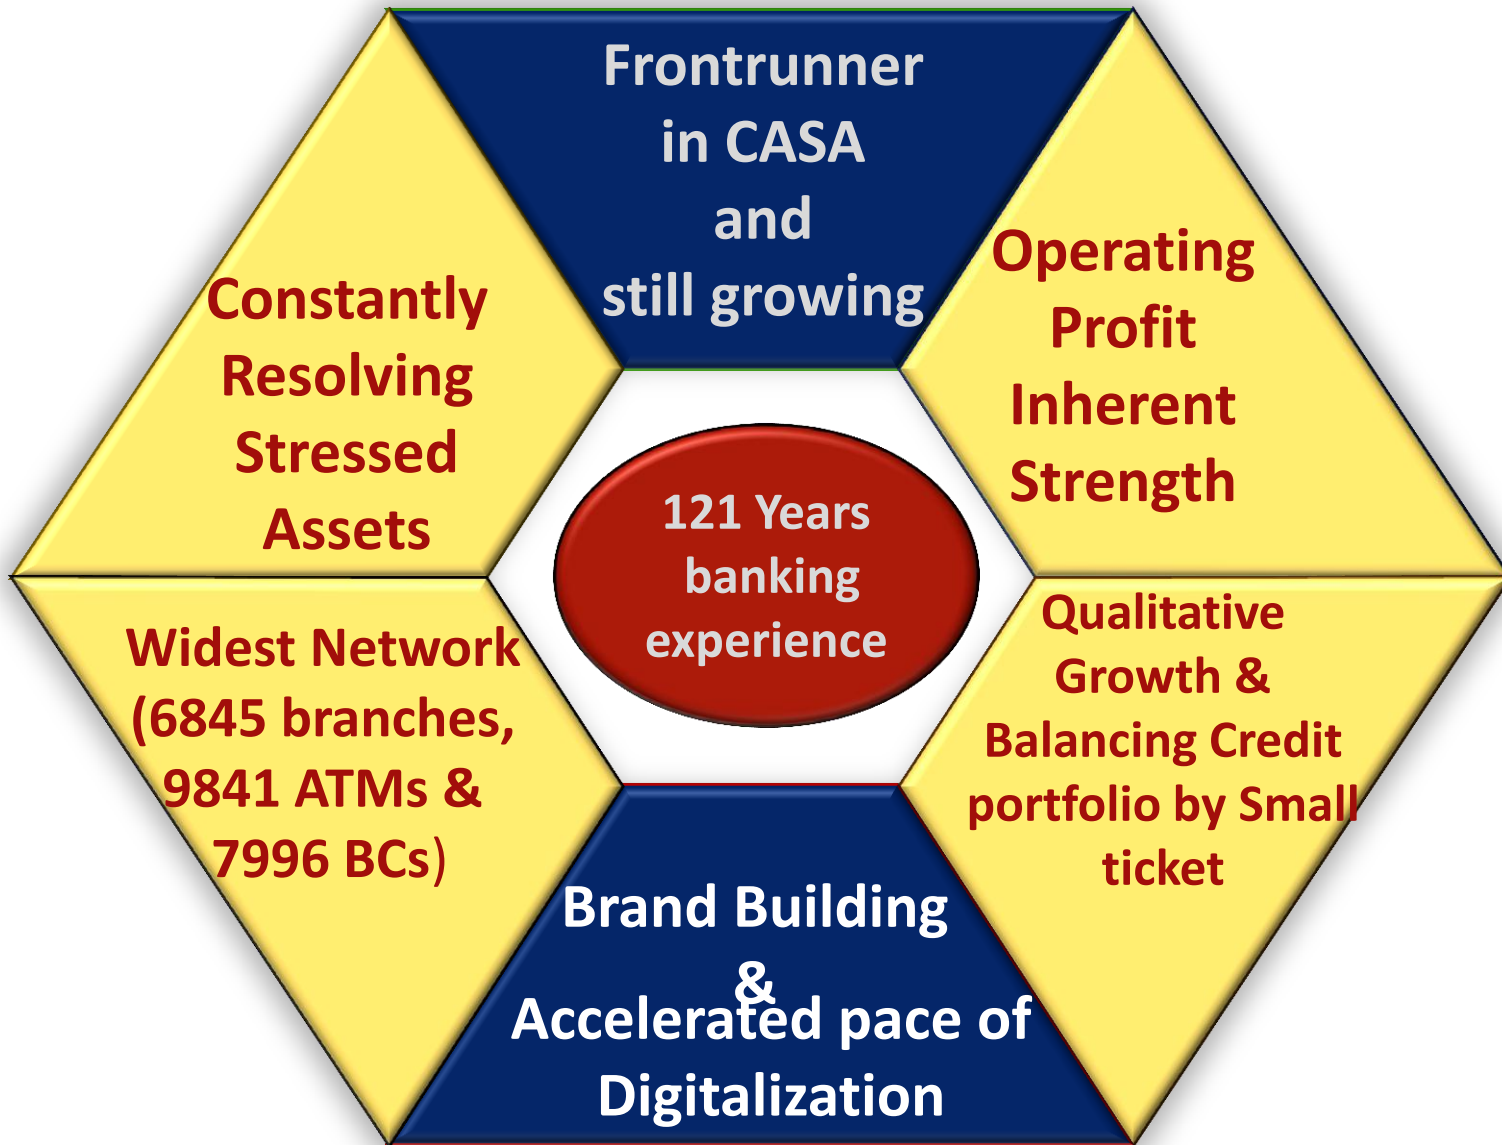 Frontrunner
in CASA
and
still growing
Operating
Profit
Inherent
Strength
Constantly
Resolving
Stressed
Assets
121 Years
banking
experience
Widest Network
(6845 branches,
9841 ATMs &
7996 BCs)
Qualitative
Growth &
Balancing Credit
portfolio by Small
ticket
Brand Building
&
Accelerated pace of
Digitalization